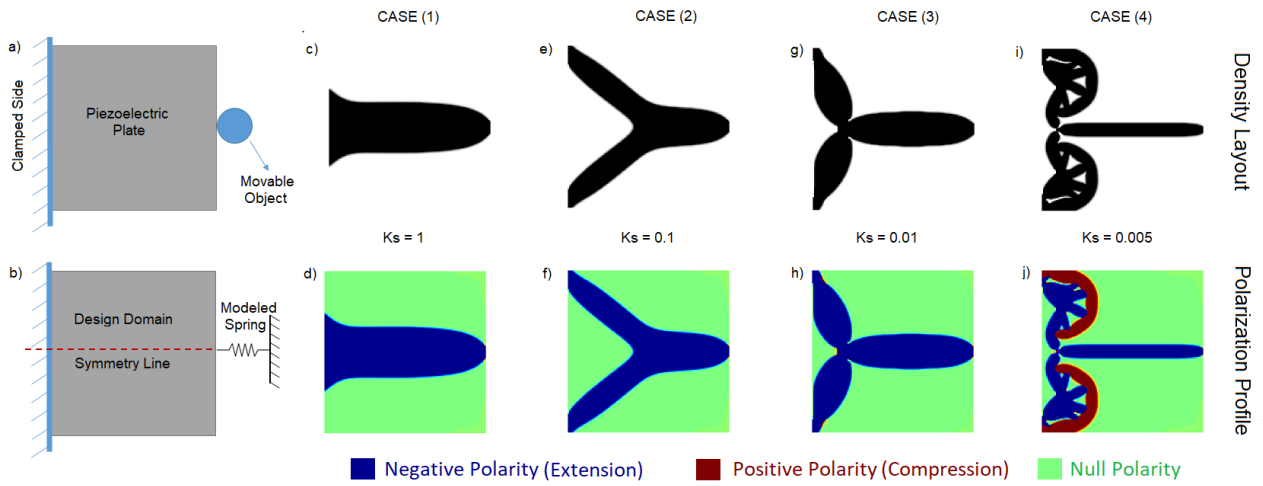 CASE (1)
CASE (2)
CASE (3)
CASE (4)
a)
c)
e)
g)
i)
Clamped Side
Piezoelectric
Plate
Movable
Object
Density Layout
Ks = 1
Ks = 0.1
Ks = 0.01
Ks = 0.005
b)
d)
f)
h)
j)
Design Domain
Symmetry Line
Modeled
Spring
Polarization Profile
Negative Polarity (Extension)
Positive Polarity (Compression)
Null Polarity